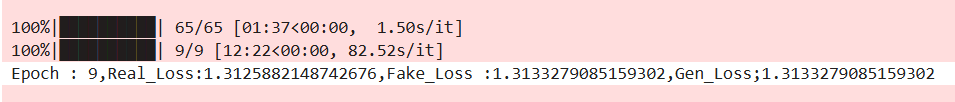 100%|██████████| 65/65 [01:37<00:00,  1.50s/it]
100%|██████████| 9/9 [12:22<00:00, 82.52s/it]
Epoch : 9,Real_Loss:1.3125882148742676,Fake_Loss :1.3133279085159302,Gen_Loss;1.3133279085159302